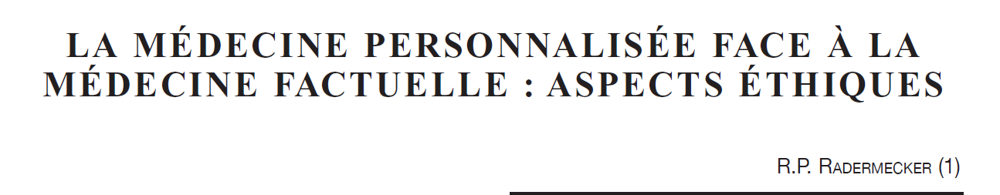 LA MÉDECINE PERSONNALISÉE FACE À LA
MÉDECINE FACTUELLE : ASPECTS ÉTHIQUES
R.P. Radermecker (1)